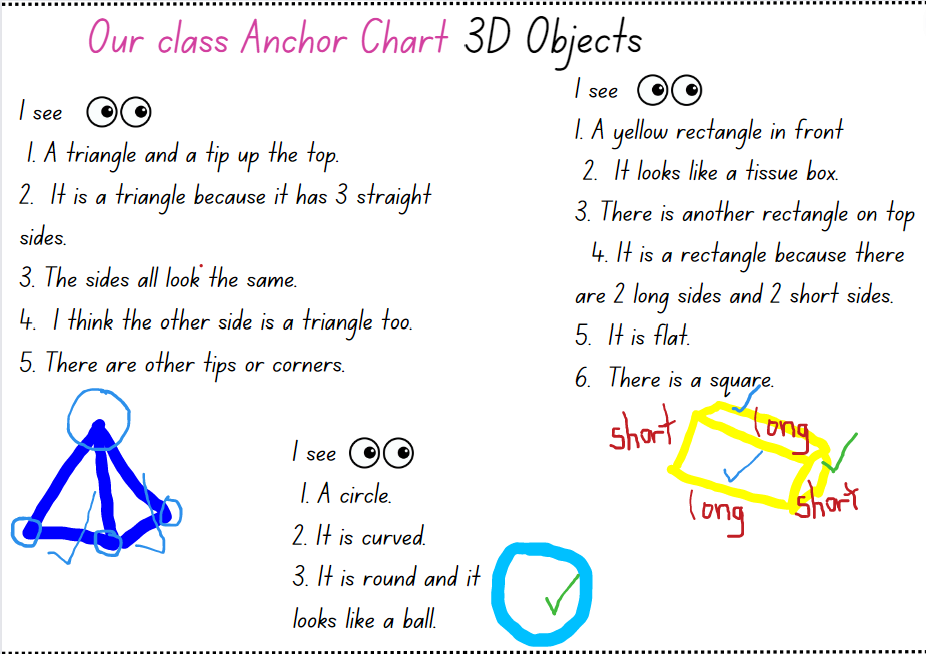 Our class Anchor Chart 3D Objects
I see
1. A triangle and a tip up the top.
2. It is a triangle because it has 3 straight
sides.
3. The sides all look the same.
4. I think the other side is a triangle too.
5. There are other tips or corners.
I see
1. A circle.
2. It is curved.
3. It is round and it
looks like a ball.
I see
1. A yellow rectangle in front
2. It looks like a tissue box.
3. There is another rectangle on top
4. It is a rectangle because there
are 2 long sides and 2 short sides.
5. It is flat.
6. There is a square.
short
long
long
short